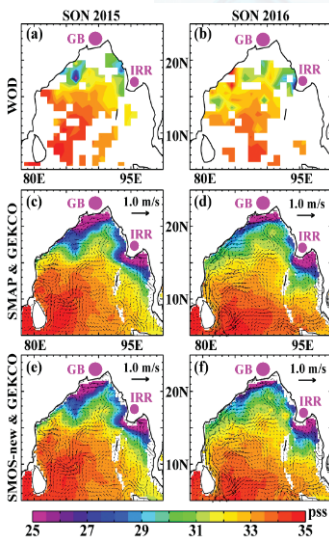 SON 2015 SON 2016
(a) GB IRR (b) GB IRR
WOD
20N 10N
80E 95E 80E 95E
(c) GB 1.0 m/s IRR (d) GB 1.0 m/s IRR
SMAP & GEKCO
20N 10N
80E 95E 80E 95E
(e) GB 1.0 m/s IRR (f) GB 1.0 m/s IRR
SMOS-new & GEKCO
20N 10N
pss
25 27 29 31 33 35